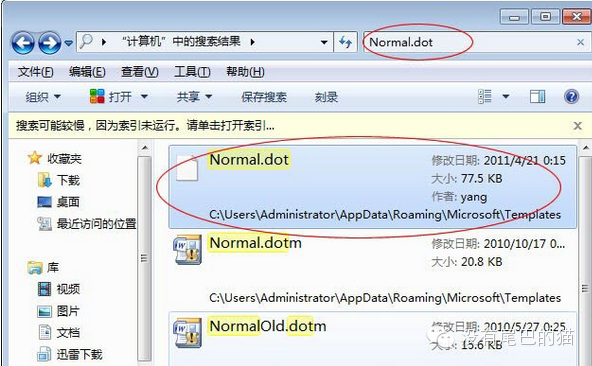 “计算机”中的搜索结果
Normal.dot
文件(F) 编辑(E) 查看(V) 工具(T) 帮助(H)
组织 打开 共享 保存搜索 刻录
搜索可能较慢，因为索引未运行。请单击打开索引...
收藏夹
下载
桌面
最近访问的位置
库
视频
图片
文档
迅雷下载
Normal.dot
修改日期: 2011/4/21 0:15
大小: 77.5 KB
作者: yang
C:\Users\Administrator\AppData\Roaming\Microsoft\Templates
Normal.dotm
修改日期: 2010/10/17 0...
大小: 20.8 KB
C:\Users\Administrator\AppData\Roaming\Microsoft\Templates
NormalOld.dotm
修改日期: 2010/5/27 0:25
大小: 15.6 KB
没有尾巴的猫